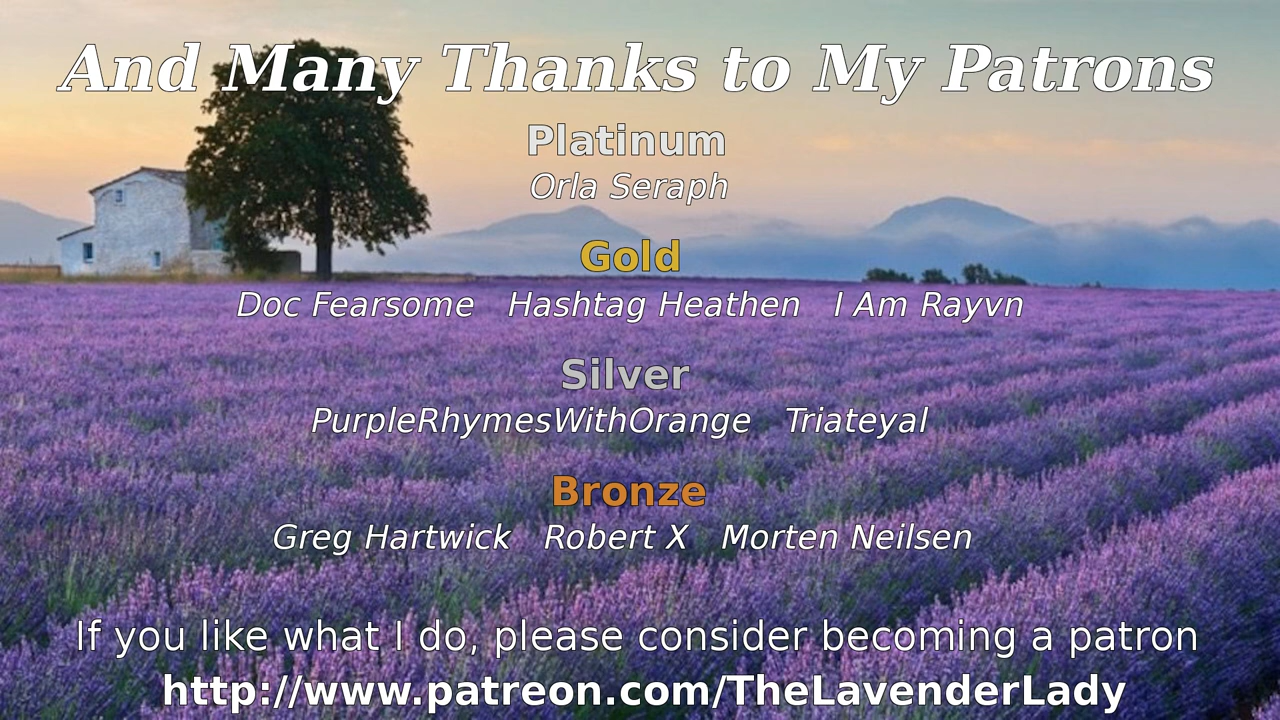 And Many Thanks to My Patrons
Platinum
Orla Seraph
Gold
Doc Fearsome   Hashtag Heathen   I Am Rayvn
Silver
PurpleRhymesWithOrange   Triateyal
Bronze
Greg Hartwick   Robert X   Morten Neilsen
If you like what I do, please consider becoming a patron
http://www.patreon.com/TheLavenderLady